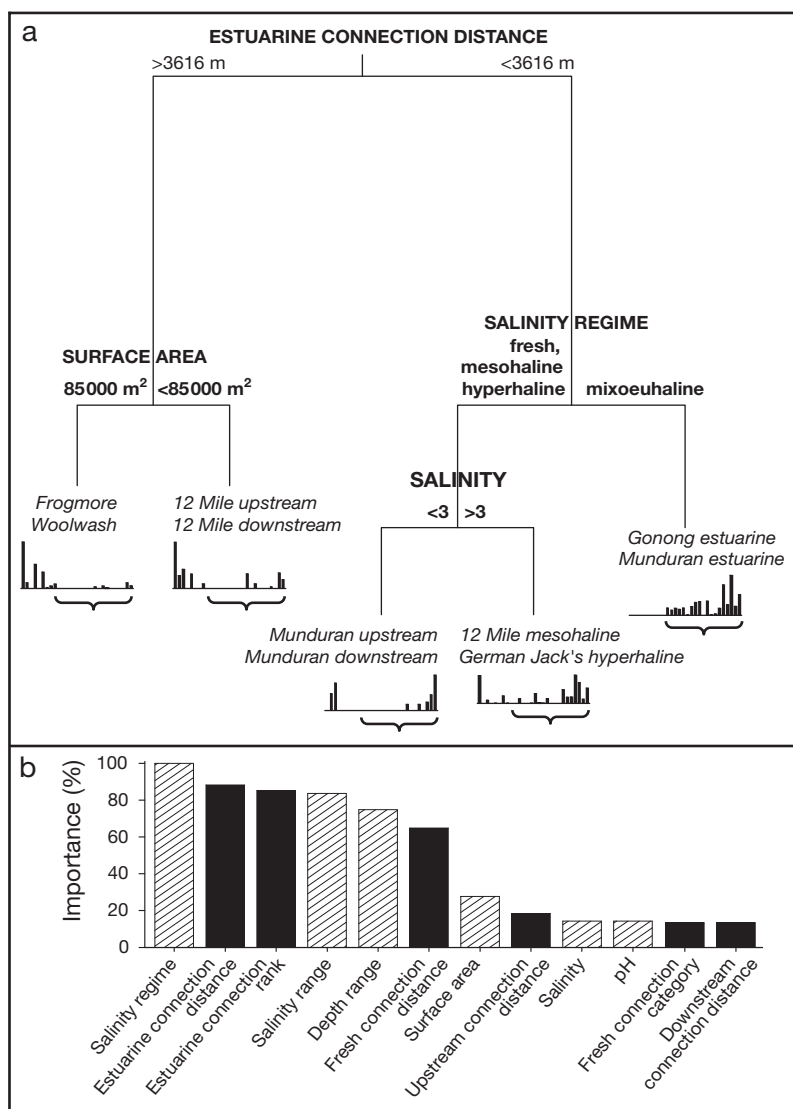 a
ESTUARINE CONNECTION DISTANCE
>3616 m <3616 m
SALINITY REGIME
fresh,
mesohaline
hyperhaline mixoeuhaline
SURFACE AREA
85000 m² <85000 m²
SALINITY
<3 >3
Frogmore
Woolwash
12 Mile upstream
12 Mile downstream
Gonong estuarine
Munduran estuarine
Munduran upstream
Munduran downstream
12 Mile mesohaline
German Jack's hyperhaline
b
Importance (%)
100
80
60
40
20
0
Salinity regime
Estuarine connection
distance
Estuarine connection
rank
Salinity range
Depth range
Fresh connection
distance
Surface area
Upstream connection
distance
Salinity
pH
Fresh connection
category
Downstream
connection distance